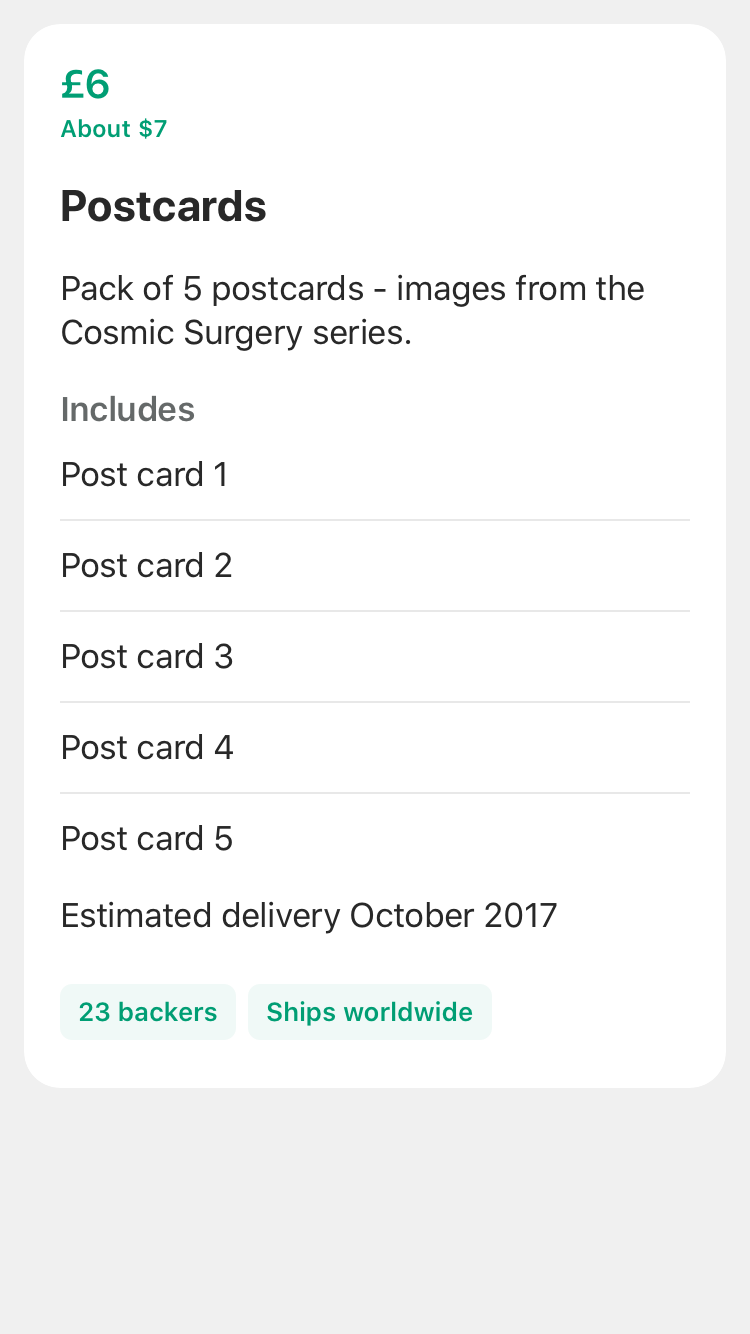 £6
About $7
Postcards
Pack of 5 postcards - images from the
Cosmic Surgery series.
Includes
Post card 1
Post card 2
Post card 3
Post card 4
Post card 5
Estimated delivery October 2017
23 backers
Ships worldwide